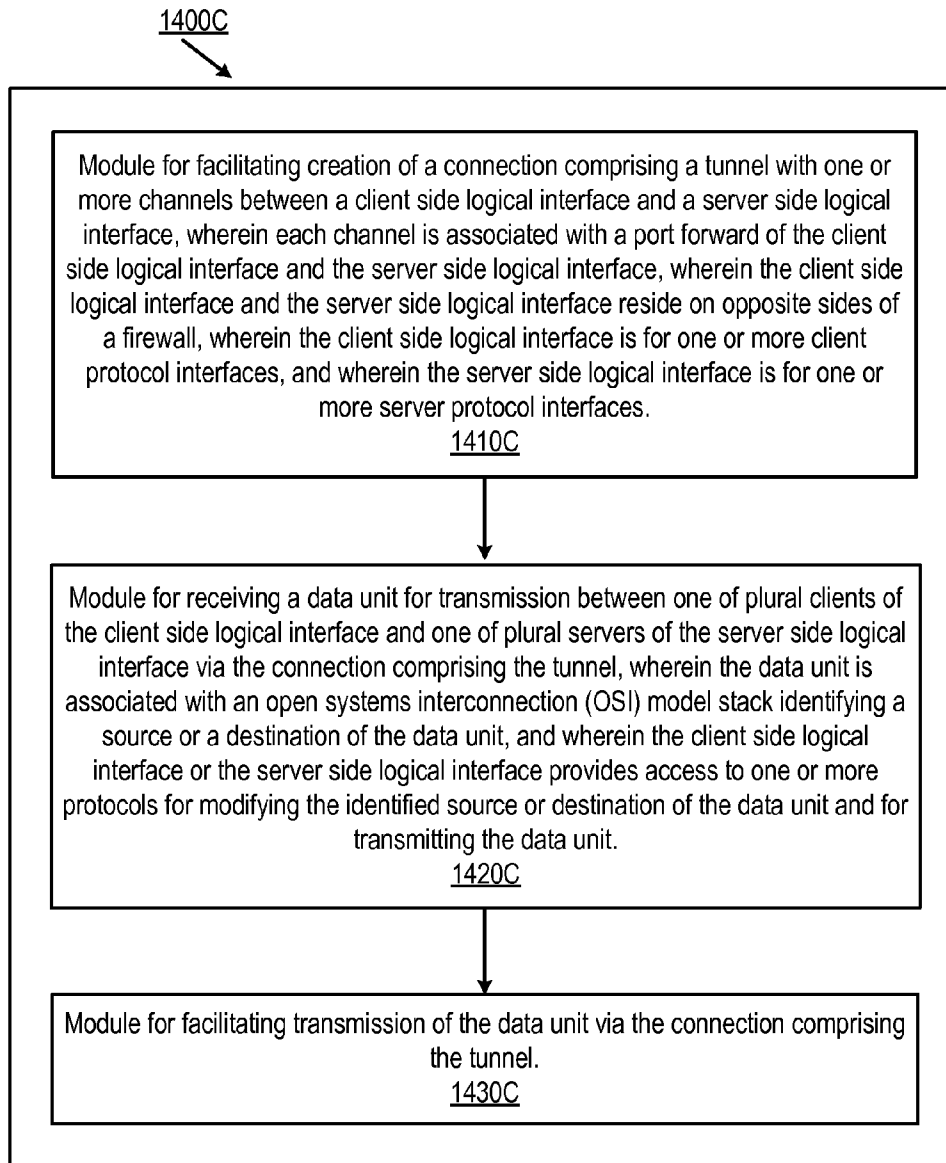 1400C
Module for facilitating creation of a connection comprising a tunnel with one or
more channels between a client side logical interface and a server side logical
interface, wherein each channel is associated with a port forward of the client
side logical interface and the server side logical interface, wherein the client side
logical interface and the server side logical interface reside on opposite sides of
a firewall, wherein the client side logical interface is for one or more client
protocol interfaces, and wherein the server side logical interface is for one or
more server protocol interfaces.
1410C
Module for receiving a data unit for transmission between one of plural clients of
the client side logical interface and one of plural servers of the server side logical
interface via the connection comprising the tunnel, wherein the data unit is
associated with an open systems interconnection (OSI) model stack identifying a
source or a destination of the data unit, and wherein the client side logical
interface or the server side logical interface provides access to one or more
protocols for modifying the identified source or destination of the data unit and for
transmitting the data unit.
1420C
Module for facilitating transmission of the data unit via the connection comprising
the tunnel.
1430C